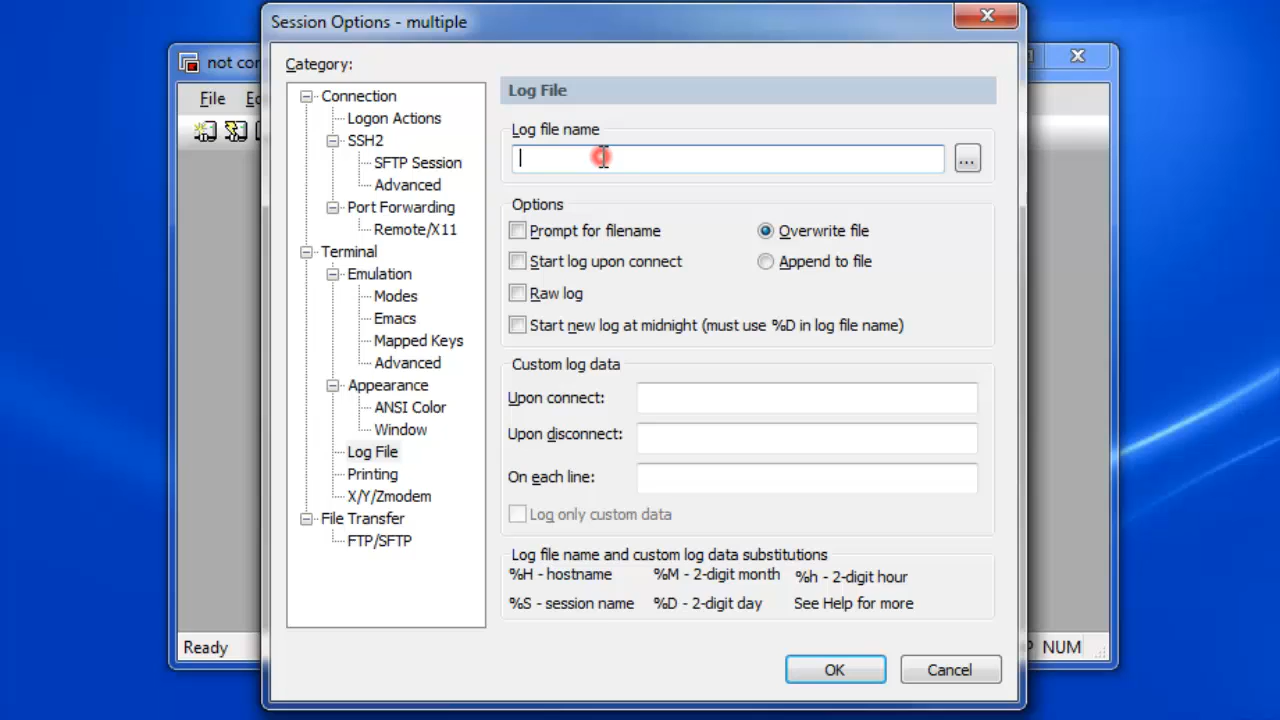 Session Options - multiple
not con
File
Category:
Connection
Logon Actions
SSH2
SFTP Session
Advanced
Port Forwarding
Remote/X11
Terminal
Emulation
Modes
Emacs
Mapped Keys
Advanced
Appearance
ANSI Color
Window
Log File
Printing
X/Y/Zmodem
File Transfer
FTP/SFTP
Log File
Log file name
...
Options
Prompt for filename
Overwrite file
Start log upon connect
Append to file
Raw log
Start new log at midnight (must use %D in log file name)
Custom log data
Upon connect:
Upon disconnect:
On each line:
Log only custom data
Log file name and custom log data substitutions
%H - hostname %M - 2-digit month %h - 2-digit hour
%S - session name %D - 2-digit day See Help for more
OK Cancel
Ready
NUM